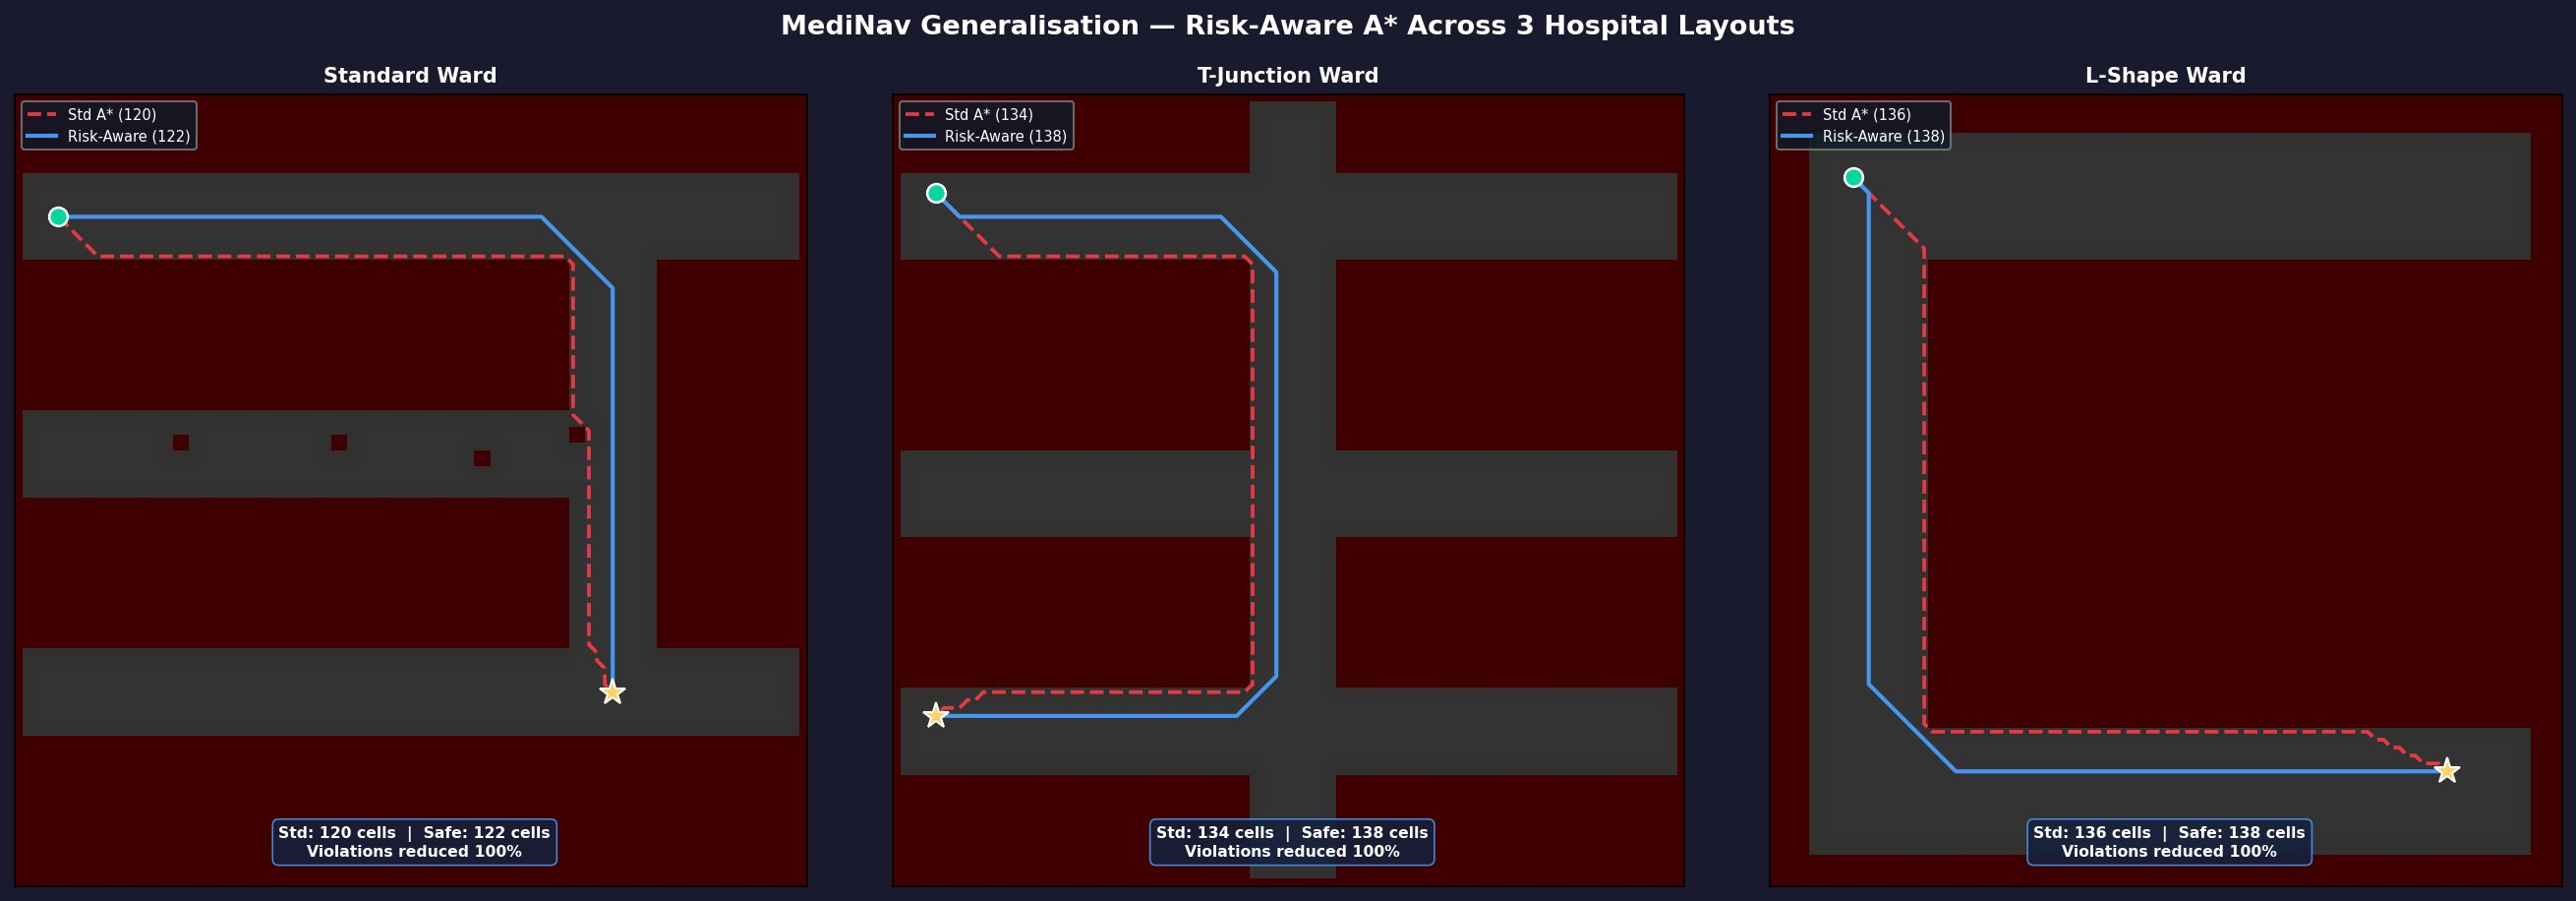 MediNav Generalisation — Risk-Aware A* Across 3 Hospital Layouts
Standard Ward
Std A* (120)
Risk-Aware (122)
Std: 120 cells | Safe: 122 cells
Violations reduced 100%
T-Junction Ward
Std A* (134)
Risk-Aware (138)
Std: 134 cells | Safe: 138 cells
Violations reduced 100%
L-Shape Ward
Std A* (136)
Risk-Aware (138)
Std: 136 cells | Safe: 138 cells
Violations reduced 100%